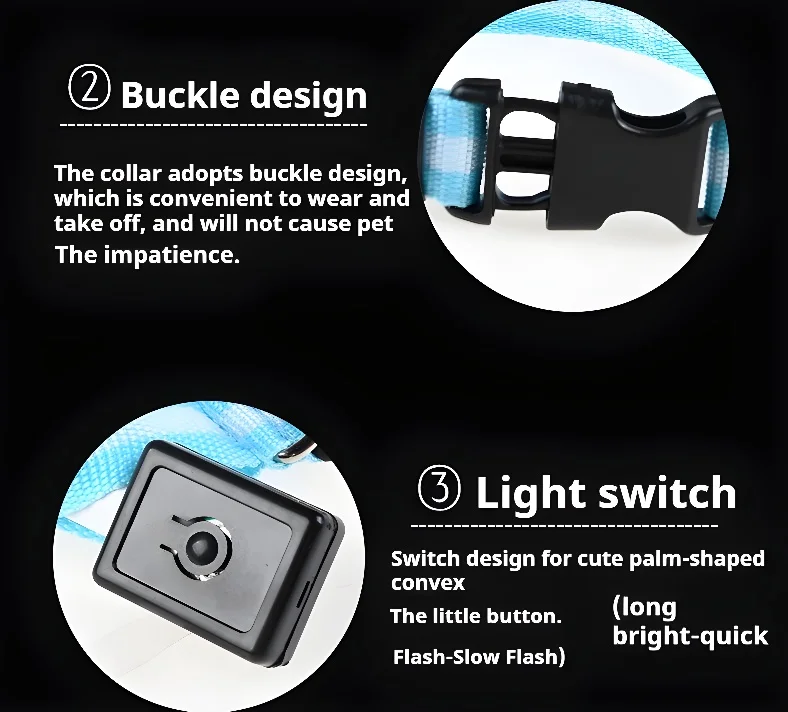 ② Buckle design
The collar adopts buckle design,
which is convenient to wear and
take off, and will not cause pet
The impatience.
③ Light switch
Switch design for cute palm-shaped
convex
The little button.
(long
bright-quick
Flash-Slow Flash)